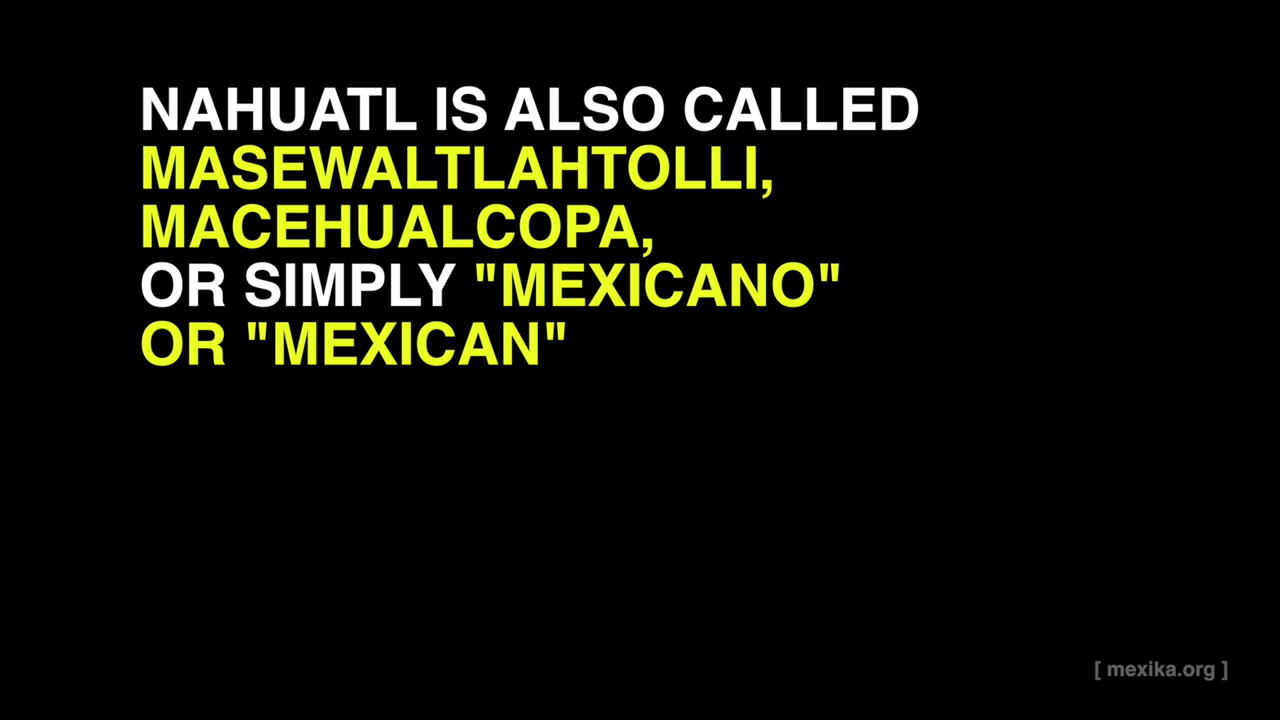 NAHUATL IS ALSO CALLED
MASEWALTLAHTOLLI,
MACEHUALCOPA,
OR SIMPLY "MEXICANO"
OR "MEXICAN"
[ mexika.org ]